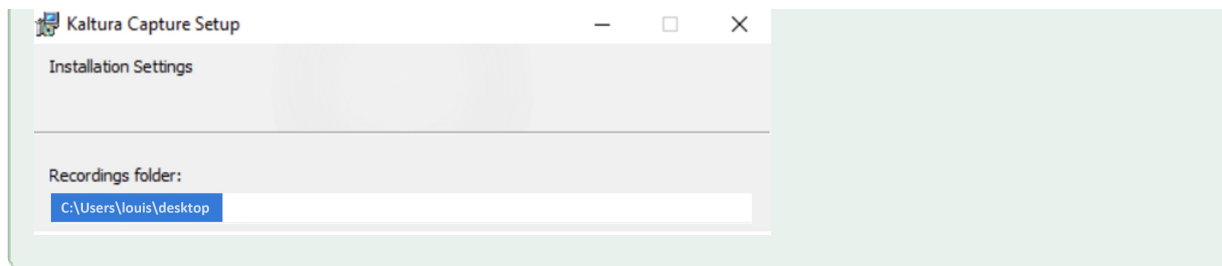 Kaltura Capture Setup
Installation Settings
Recordings folder:
C:\Users\louis\desktop